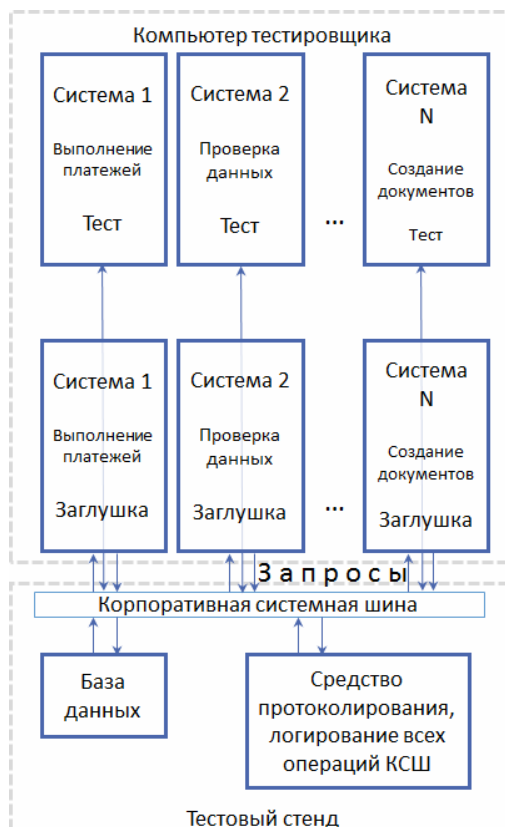 Компьютер тестировщика
Система 1
Выполнение
платежей
Тест
Система 2
Проверка
данных
Тест
...
Система
N
Создание
документов
Тест
Система 1
Выполнение
платежей
Заглушка
Система 2
Проверка
данных
Заглушка
...
Система
N
Создание
документов
Заглушка
Запросы
Корпоративная системная шина
База
данных
Средство
протоколирования,
логирование всех
операций КСШ
Тестовый стенд